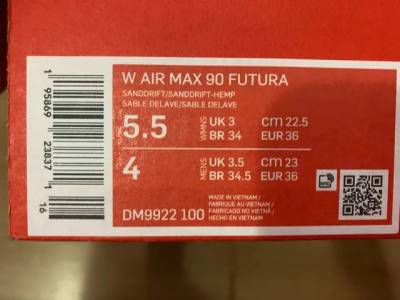 W AIR MAX 90 FUTURA
SANDDRIFT/SANDDRIFT-HEMP
SABLE DELAVE/SABLE DELAVE
5.5 WMNS UK 3 cm 22.5
BR 34 EUR 36
4 MENS UK 3.5 cm 23
BR 34.5 EUR 36
MADE IN VIETNAM /
FABRIQUE AU VIETNAM /
FABRICADO NO VIETNÃ /
HECHO EN VIETNAM
DM9922 100
1 95869 23837 4
16